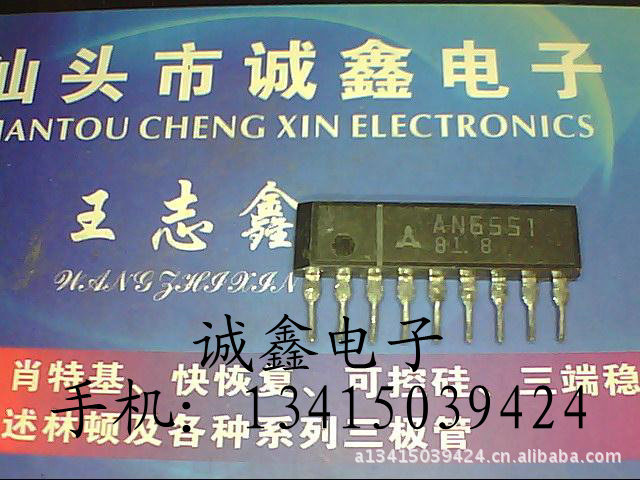 汕头市诚鑫电子
HANTOU CHENG XIN ELECTRONICS
王志鑫
WANGZHIXIN
AN6551
81 8
诚鑫电子
肖特基、快恢复、可控硅 三端稳
手机：13415039424
述林顿及各种系列三极管
a13415039424.cn.alibaba.com